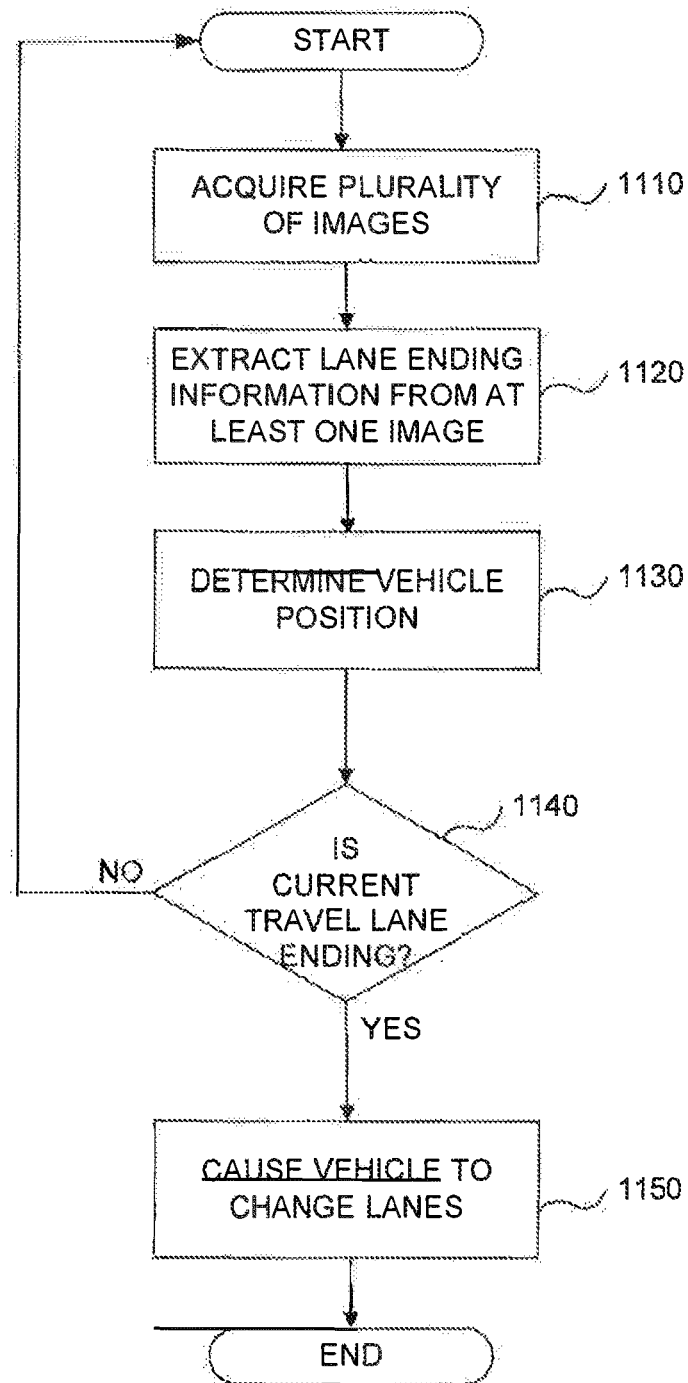 START
ACQUIRE PLURALITY
OF IMAGES
1110
EXTRACT LANE ENDING
INFORMATION FROM AT
LEAST ONE IMAGE
1120
DETERMINE VEHICLE
POSITION
1130
1140
IS
CURRENT
TRAVEL LANE
ENDING?
NO
YES
CAUSE VEHICLE TO
CHANGE LANES
1150
END